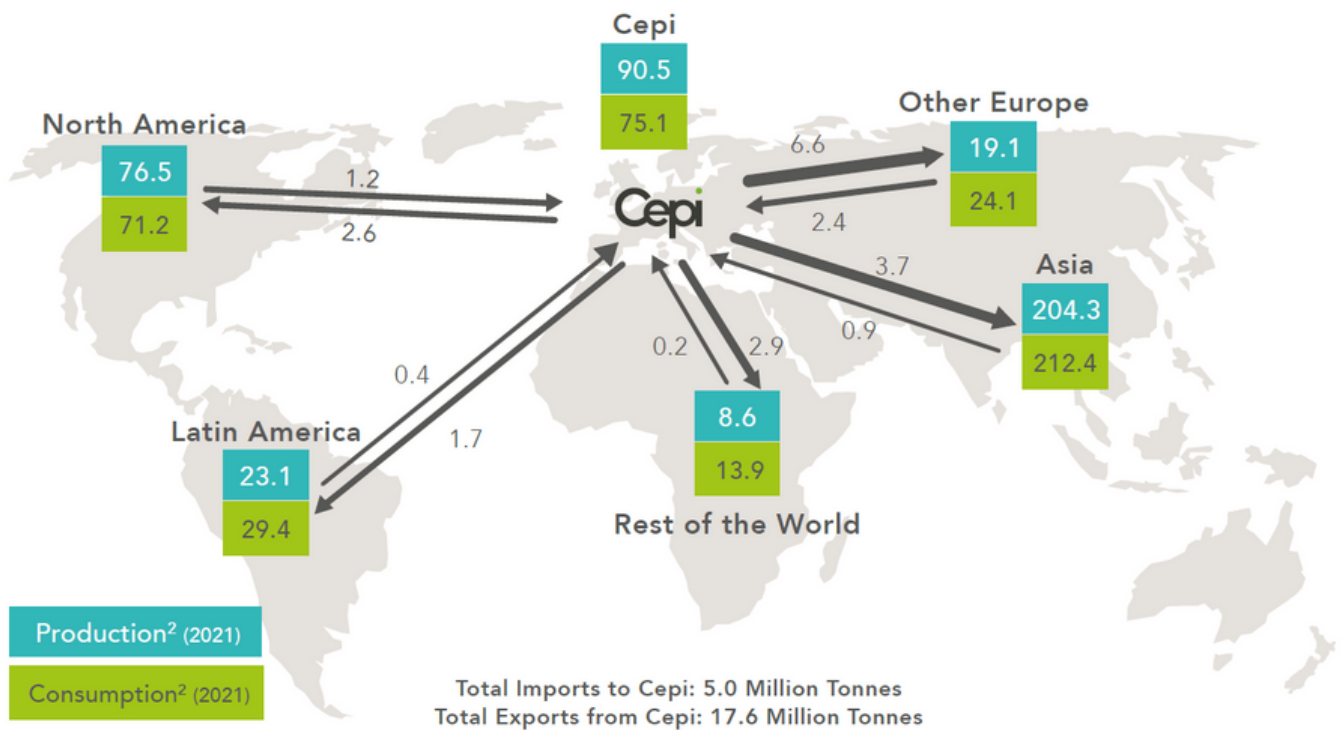 Cepi
90.5
75.1
North America
76.5
71.2
1.2
2.6
Other Europe
19.1
24.1
6.6
2.4
Cepi
Asia
204.3
212.4
3.7
0.9
0.2
2.9
8.6
13.9
Rest of the World
0.4
1.7
Latin America
23.1
29.4
Production² (2021)
Consumption² (2021)
Total Imports to Cepi: 5.0 Million Tonnes
Total Exports from Cepi: 17.6 Million Tonnes